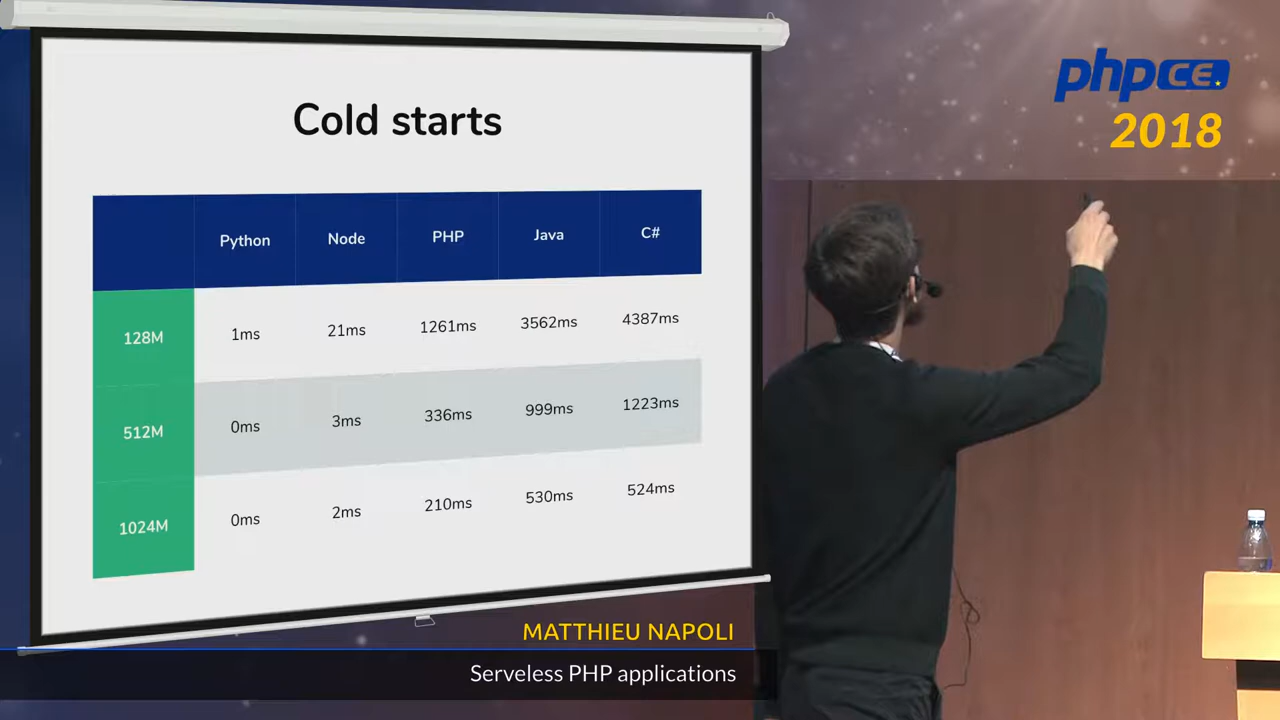 Cold starts
Python Node PHP Java C#
128M 1ms 21ms 1261ms 3562ms 4387ms
512M 0ms 3ms 336ms 999ms 1223ms
1024M 0ms 2ms 210ms 530ms 524ms
phpCE.
2018
MATTHIEU NAPOLI
Serveless PHP applications